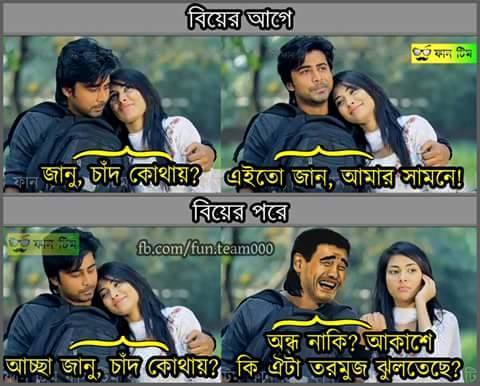 বিয়ের আগে
ফান টিম
জানু, চাঁদ কোথায়?
এইতো জান, আমার সামনে!
বিয়ের পরে
ফান টিম
fb.com/fun.team000
আচ্ছা জানু, চাঁদ কোথায়?
অন্ধ নাকি? আকাশে
কি ঐটা তরমুজ ঝুলতেছে?